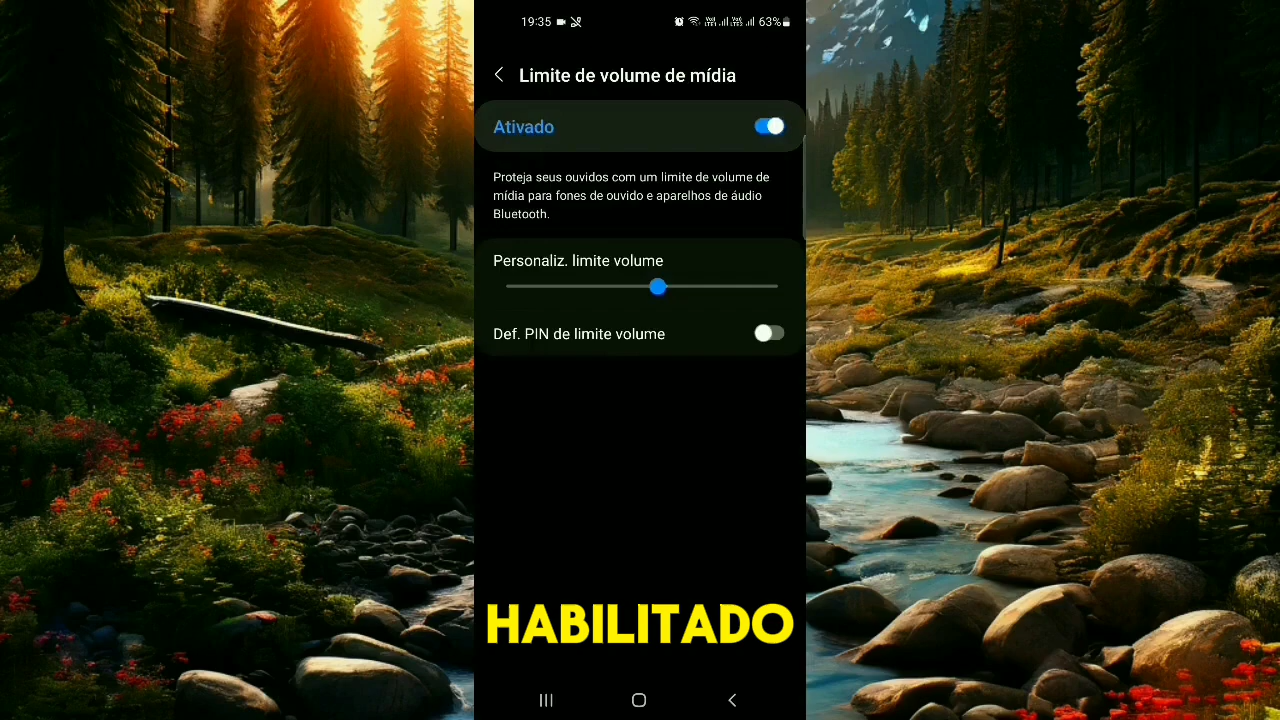 19:35
63%
Limite de volume de mídia
Ativado
Proteja seus ouvidos com um limite de volume de
mídia para fones de ouvido e aparelhos de áudio
Bluetooth.
Personaliz. limite volume
Def. PIN de limite volume
HABILITADO